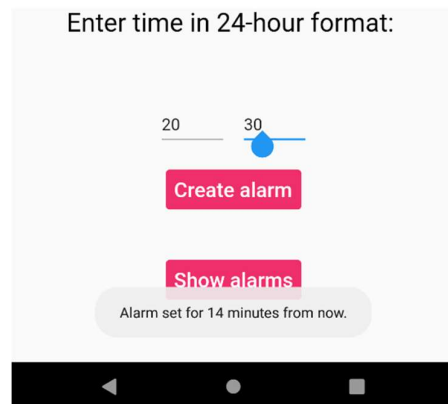 Enter time in 24-hour format:
20 30
Create alarm
Show alarms
Alarm set for 14 minutes from now.